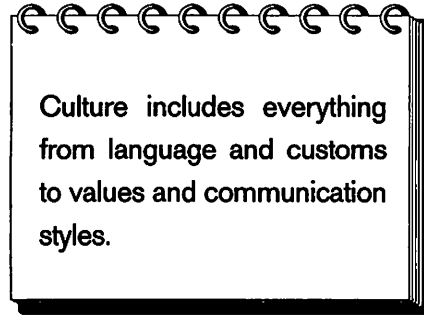 Culture includes everything
from language and customs
to values and communication
styles.